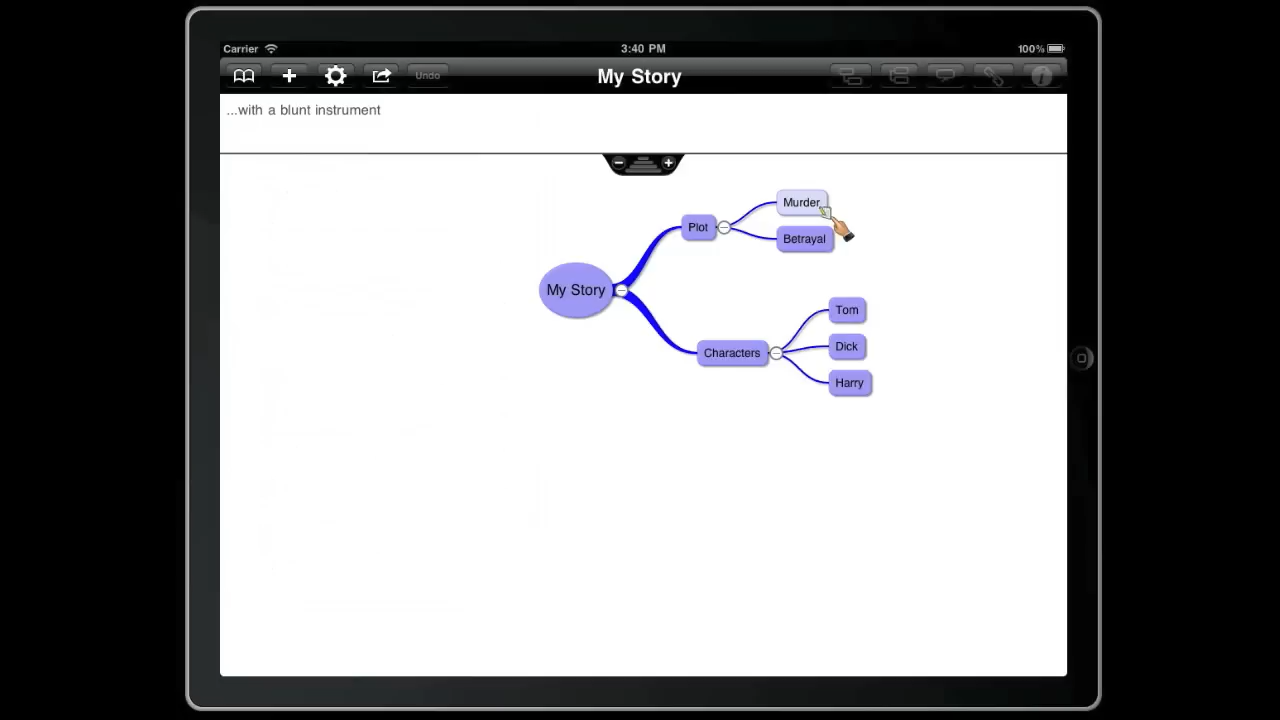 Carrier
3:40 PM
100%
Undo
My Story
...with a blunt instrument
Murder
Plot
Betrayal
My Story
Tom
Characters
Dick
Harry